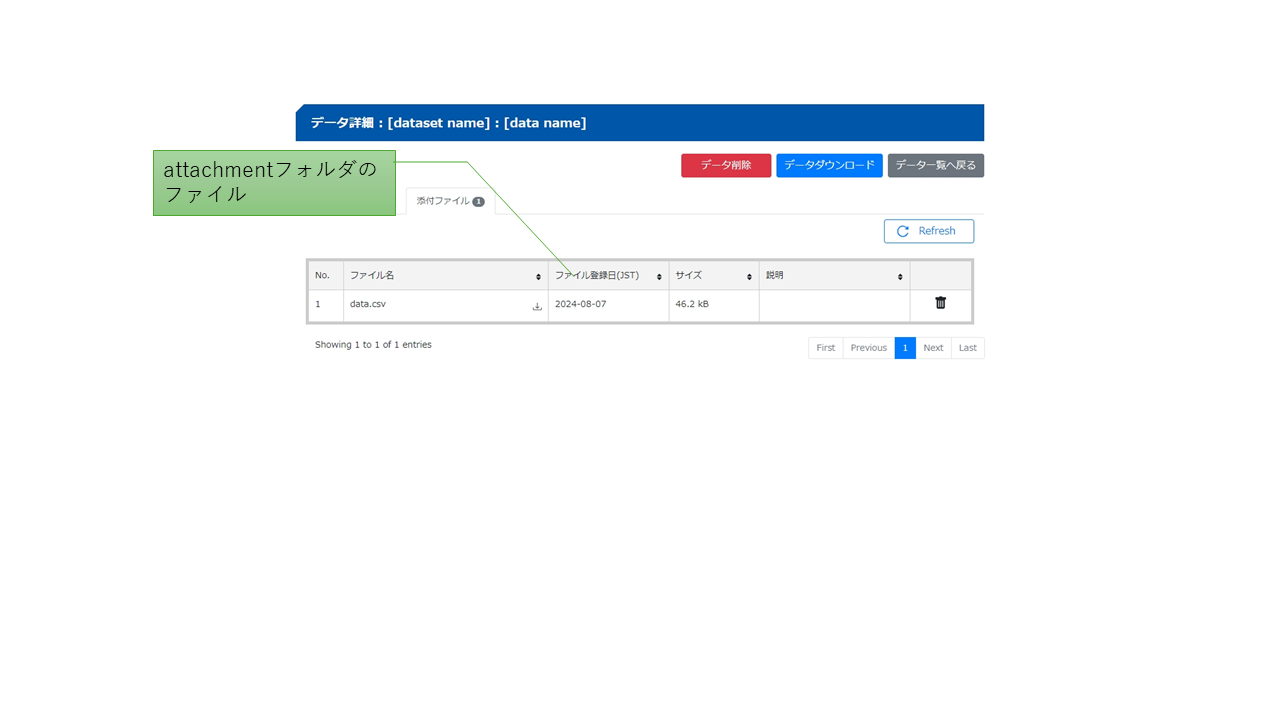 データ詳細 : [dataset name] : [data name]
attachmentフォルダの
ファイル
データ削除 データダウンロード データ一覧へ戻る
添付ファイル 1
Refresh
No. ファイル名 ファイル登録日(JST) サイズ 説明
1 data.csv 2024-08-07 46.2 kB
Showing 1 to 1 of 1 entries
First Previous 1 Next Last